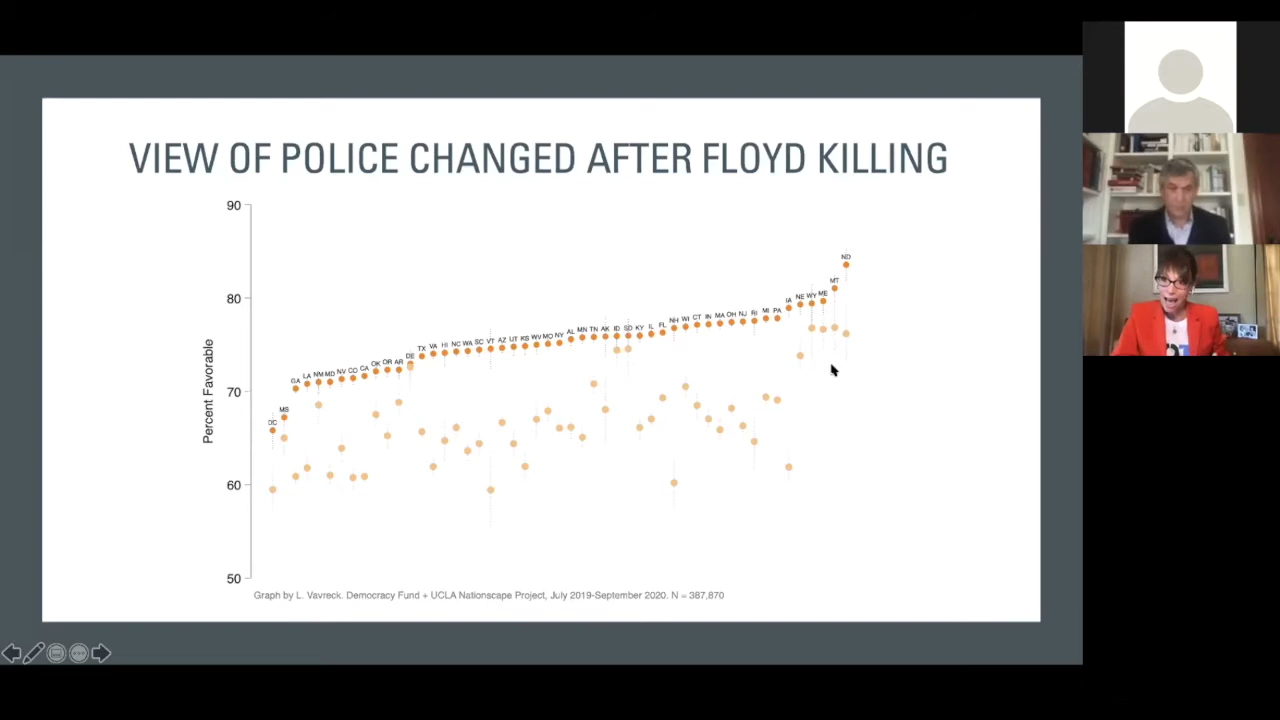 VIEW OF POLICE CHANGED AFTER FLOYD KILLING
90
80
70
60
50
Percent Favorable
DC
MS
GA
LA
NM
MD
NV
CO
CA
OK
OR
AR
DE
TX
VA
HI
NC
WA
SC
VT
AZ
UT
KS
WV
MO
NY
AL
MN
TN
AK
ID
SD
KY
IL
FL
NH
WI
CT
IN
MA
OH
NJ
RI
MI
PA
IA
NE
WY
ME
MT
ND
Graph by L. Vavreck. Democracy Fund + UCLA Nationscape Project, July 2019-September 2020. N = 387,870